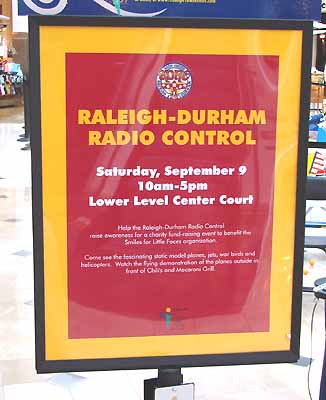 RALEIGH-DURHAM
RADIO CONTROL
Saturday, September 9
10am-5pm
Lower Level Center Court
Help the Raleigh-Durham Radio Control
raise awareness for a charity fund-raising event to benefit the
Smiles for Little Faces organization.
Come see the fascinating static model planes, jets, war birds and
helicopters. Watch the flying demonstration of the planes outside in
front of Chili's and Macaroni Grill.